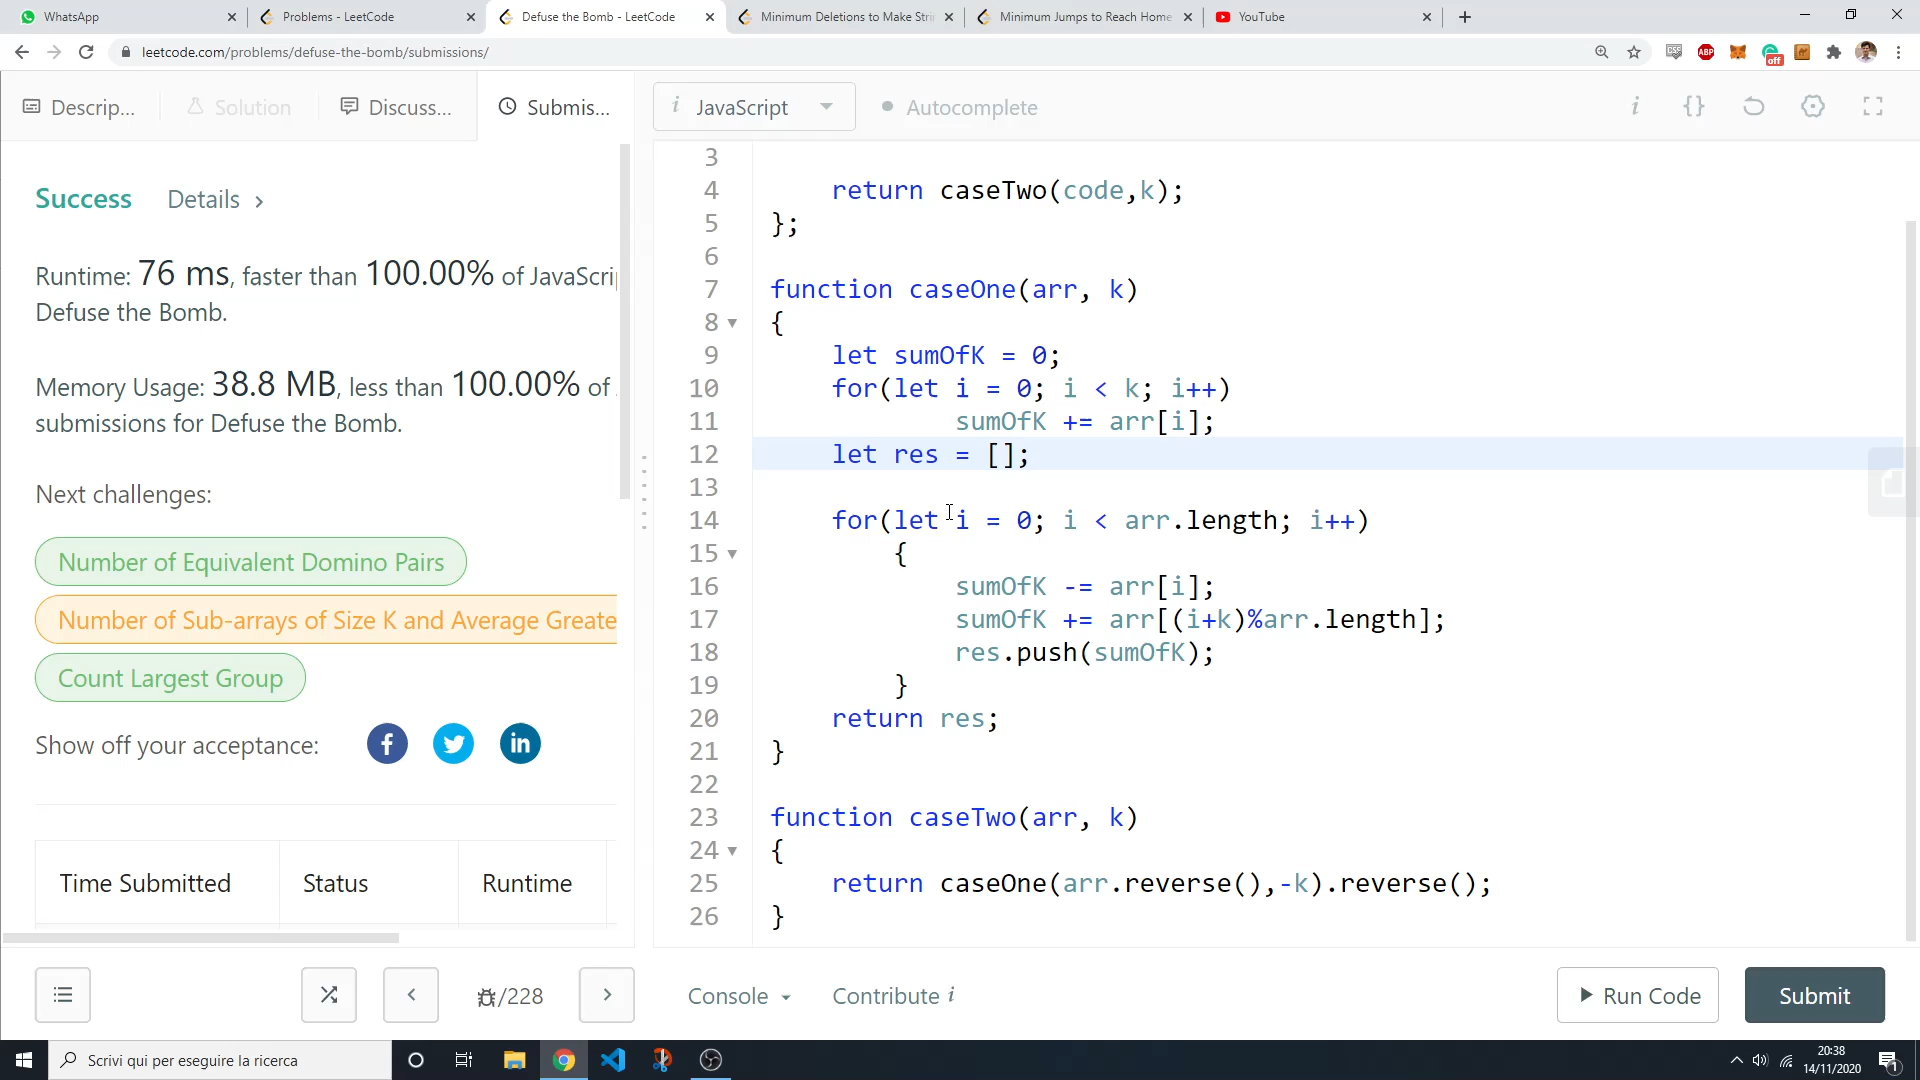 WhatsApp
Problems - LeetCode
Defuse the Bomb - LeetCode
Minimum Deletions to Make Stri
Minimum Jumps to Reach Home
YouTube
leetcode.com/problems/defuse-the-bomb/submissions/
CSS
ABP
off
Descrip...
Solution
Discuss...
Submis...
i JavaScript
Autocomplete
i {}
Success
Details
Runtime: 76 ms, faster than 100.00% of JavaScri
Defuse the Bomb.
Memory Usage: 38.8 MB, less than 100.00% of
submissions for Defuse the Bomb.
Next challenges:
Number of Equivalent Domino Pairs
Number of Sub-arrays of Size K and Average Greate
Count Largest Group
Show off your acceptance:
f
in
Time Submitted Status Runtime
3
4 return caseTwo(code,k);
5 };
6
7 function caseOne(arr, k)
8 {
9 let sumOfK = 0;
10 for(let i = 0; i < k; i++)
11 sumOfK += arr[i];
12 let res = [];
13
14 for(let i = 0; i < arr.length; i++)
15 {
16 sumOfK -= arr[i];
17 sumOfK += arr[(i+k)%arr.length];
18 res.push(sumOfK);
19 }
20 return res;
21 }
22
23 function caseTwo(arr, k)
24 {
25 return caseOne(arr.reverse(),-k).reverse();
26 }
/228
Console
Contribute i
Run Code
Submit
Scrivi qui per eseguire la ricerca
20:38
14/11/2020
1